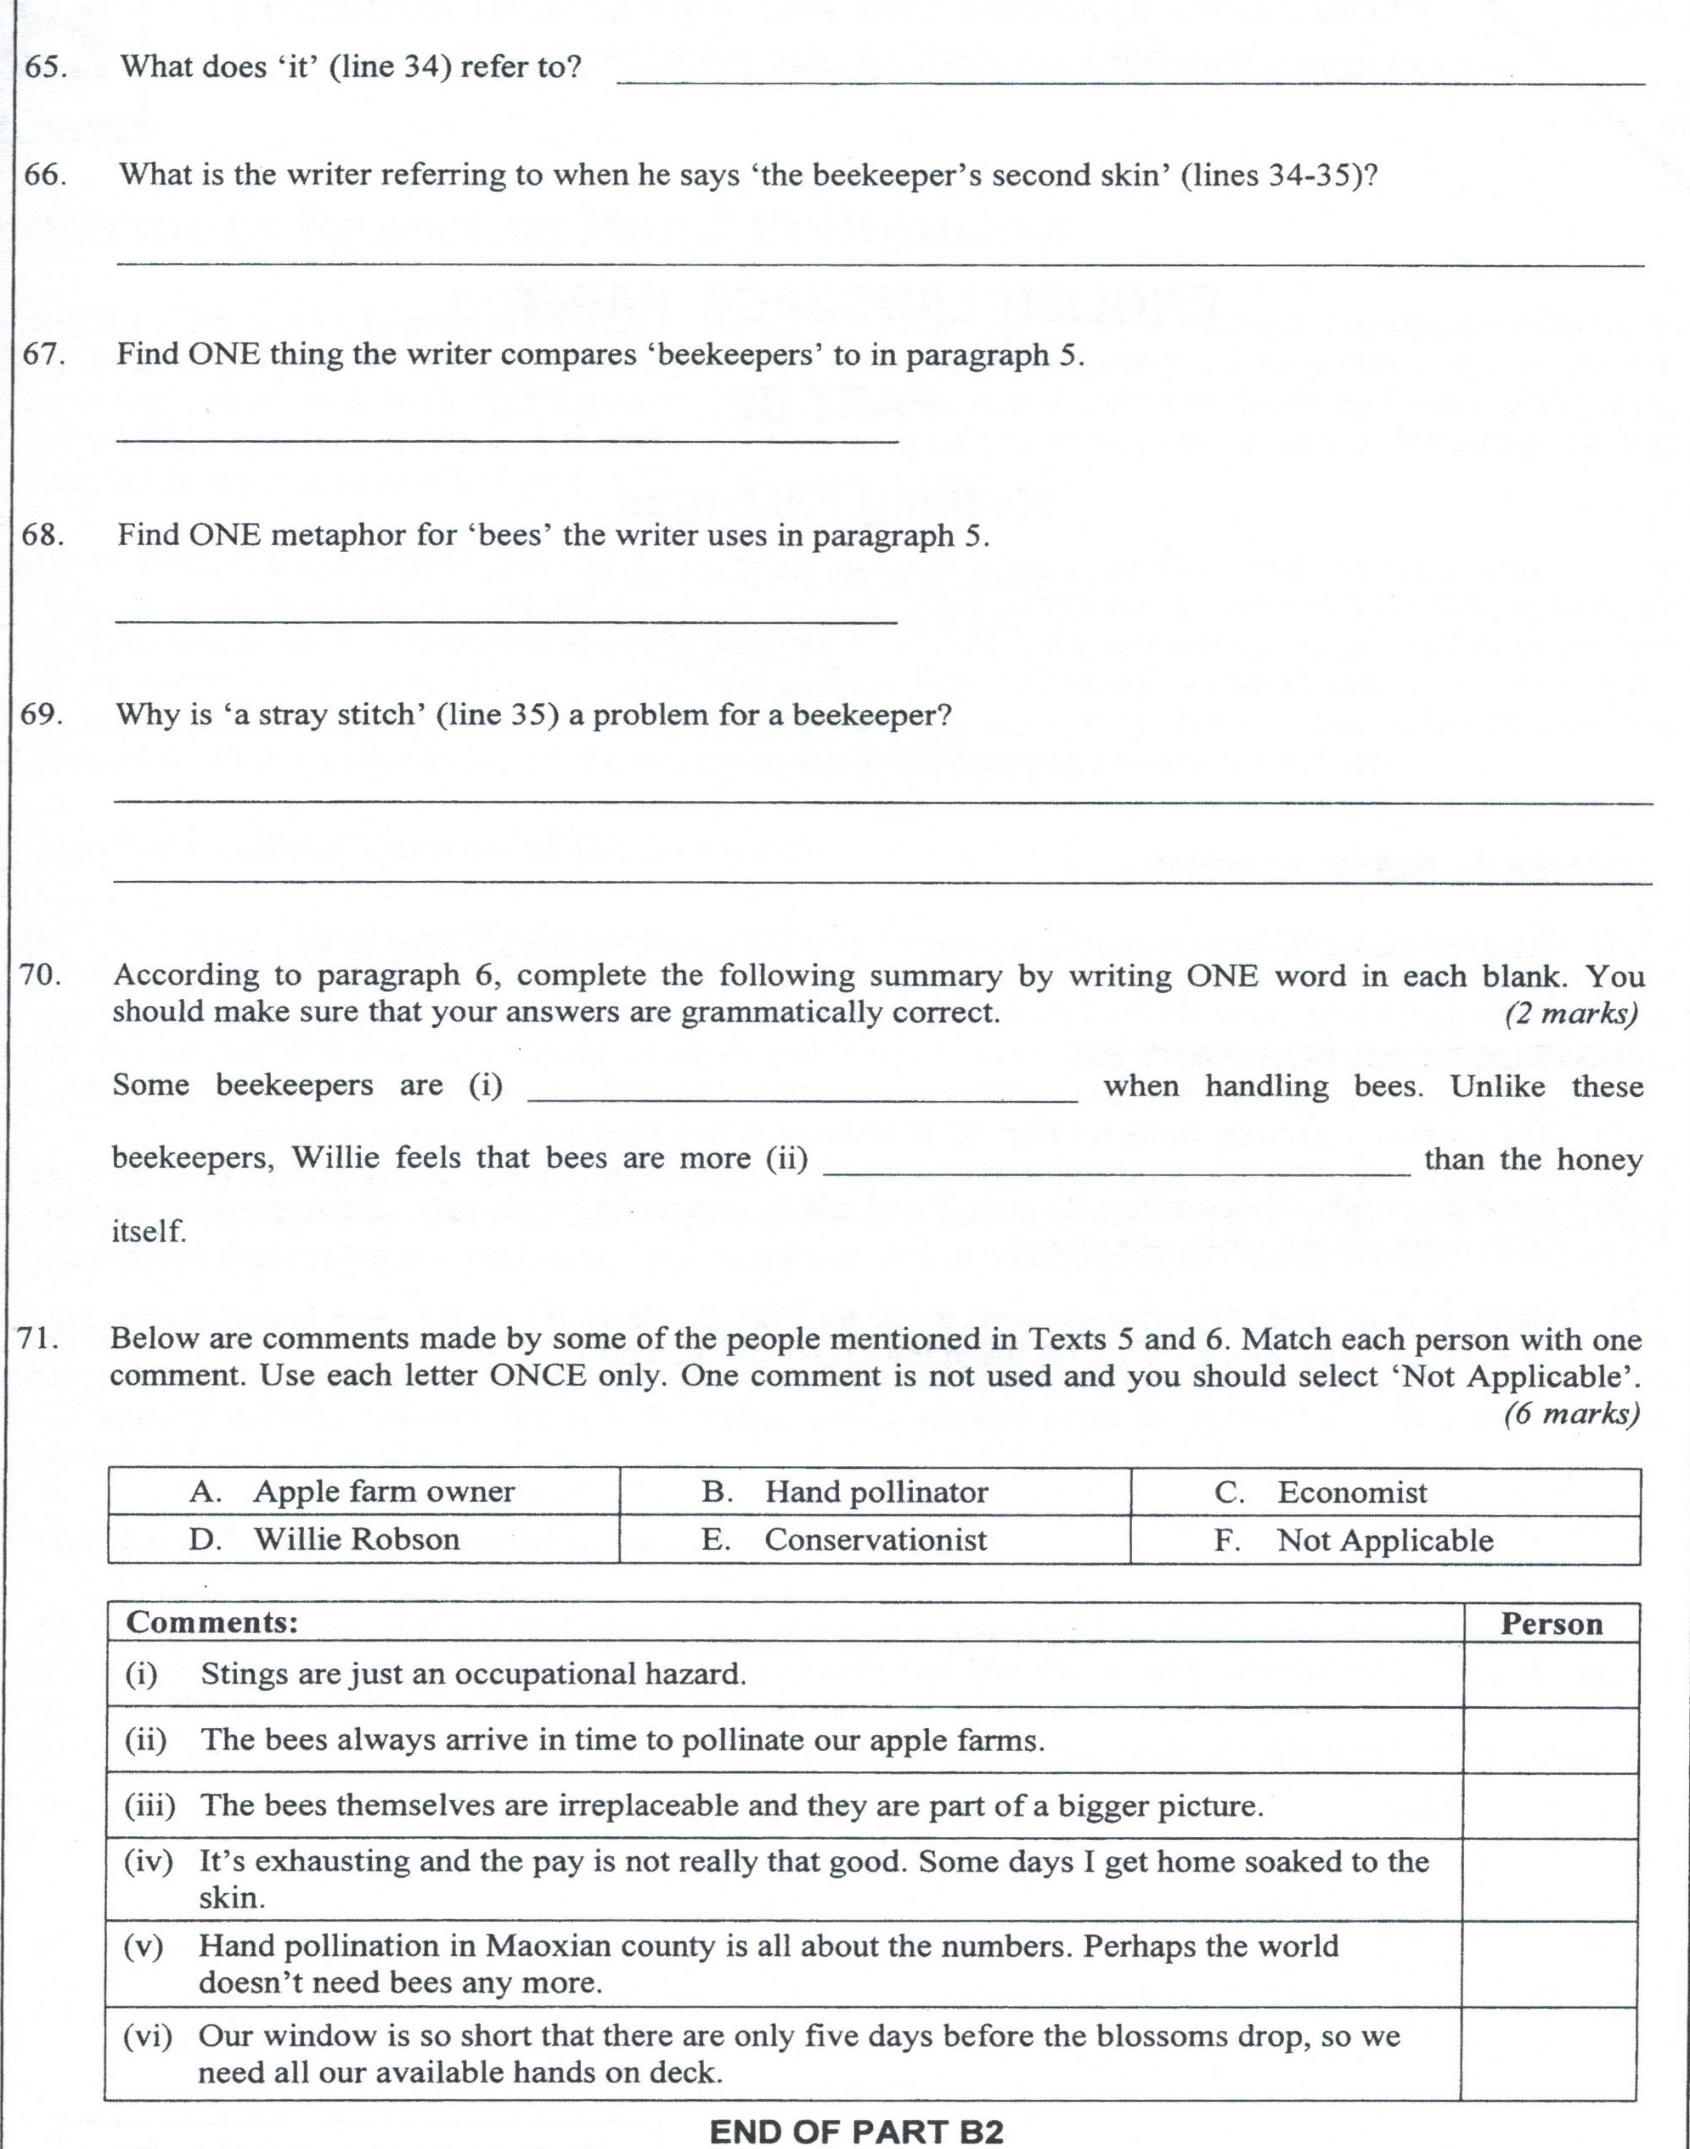 65. What does ‘it’ (line 34) refer to?
66. What is the writer referring to when he says ‘the beekeeper’s second skin’ (lines 34-35)?
67. Find ONE thing the writer compares ‘beekeepers’ to in paragraph 5.
68. Find ONE metaphor for ‘bees’ the writer uses in paragraph 5.
69. Why is ‘a stray stitch’ (line 35) a problem for a beekeeper?
70. According to paragraph 6, complete the following summary by writing ONE word in each blank. You
should make sure that your answers are grammatically correct. (2 marks)
Some beekeepers are (i) ____ when handling bees. Unlike these
beekeepers, Willie feels that bees are more (ii) ____ than the honey
itself.
71. Below are comments made by some of the people mentioned in Texts 5 and 6. Match each person with one
comment. Use each letter ONCE only. One comment is not used and you should select ‘Not Applicable’.
(6 marks)
A. Apple farm owner B. Hand pollinator C. Economist
D. Willie Robson E. Conservationist F. Not Applicable
Comments: Person
(i) Stings are just an occupational hazard.
(ii) The bees always arrive in time to pollinate our apple farms.
(iii) The bees themselves are irreplaceable and they are part of a bigger picture.
(iv) It’s exhausting and the pay is not really that good. Some days I get home soaked to the
skin.
(v) Hand pollination in Maoxian county is all about the numbers. Perhaps the world
doesn’t need bees any more.
(vi) Our window is so short that there are only five days before the blossoms drop, so we
need all our available hands on deck.
END OF PART B2